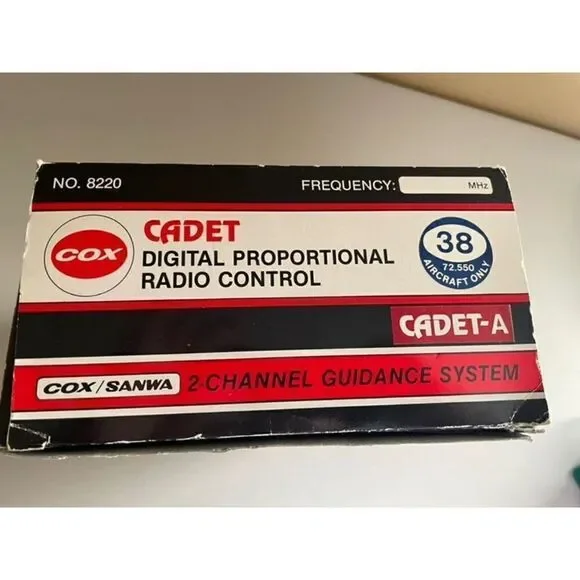 NO. 8220
FREQUENCY: MHz
COX
CADET
DIGITAL PROPORTIONAL
RADIO CONTROL
38
72.550
AIRCRAFT ONLY
CADET-A
COX/SANWA 2-CHANNEL GUIDANCE SYSTEM